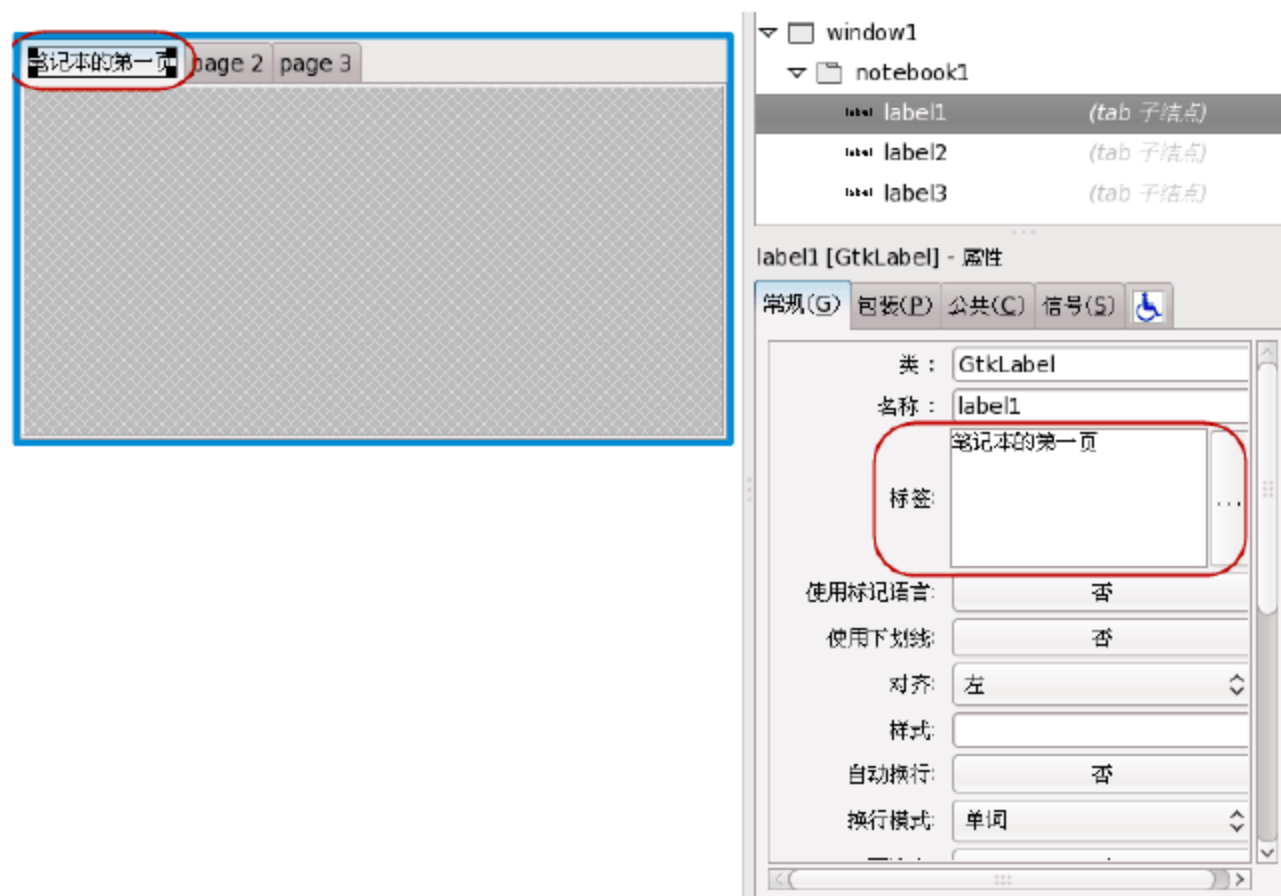 笔记本的第一页 page 2 page 3
window1
notebook1
label label1 (tab 子结点)
label label2 (tab 子结点)
label label3 (tab 子结点)
label1 [GtkLabel] - 属性
常规(G) 包装(P) 公共(C) 信号(S)
类： GtkLabel
名称： label1
标签: 笔记本的第一页 ...
使用标记语言: 否
使用下划线: 否
对齐: 左
样式:
自动换行: 否
换行模式: 单词